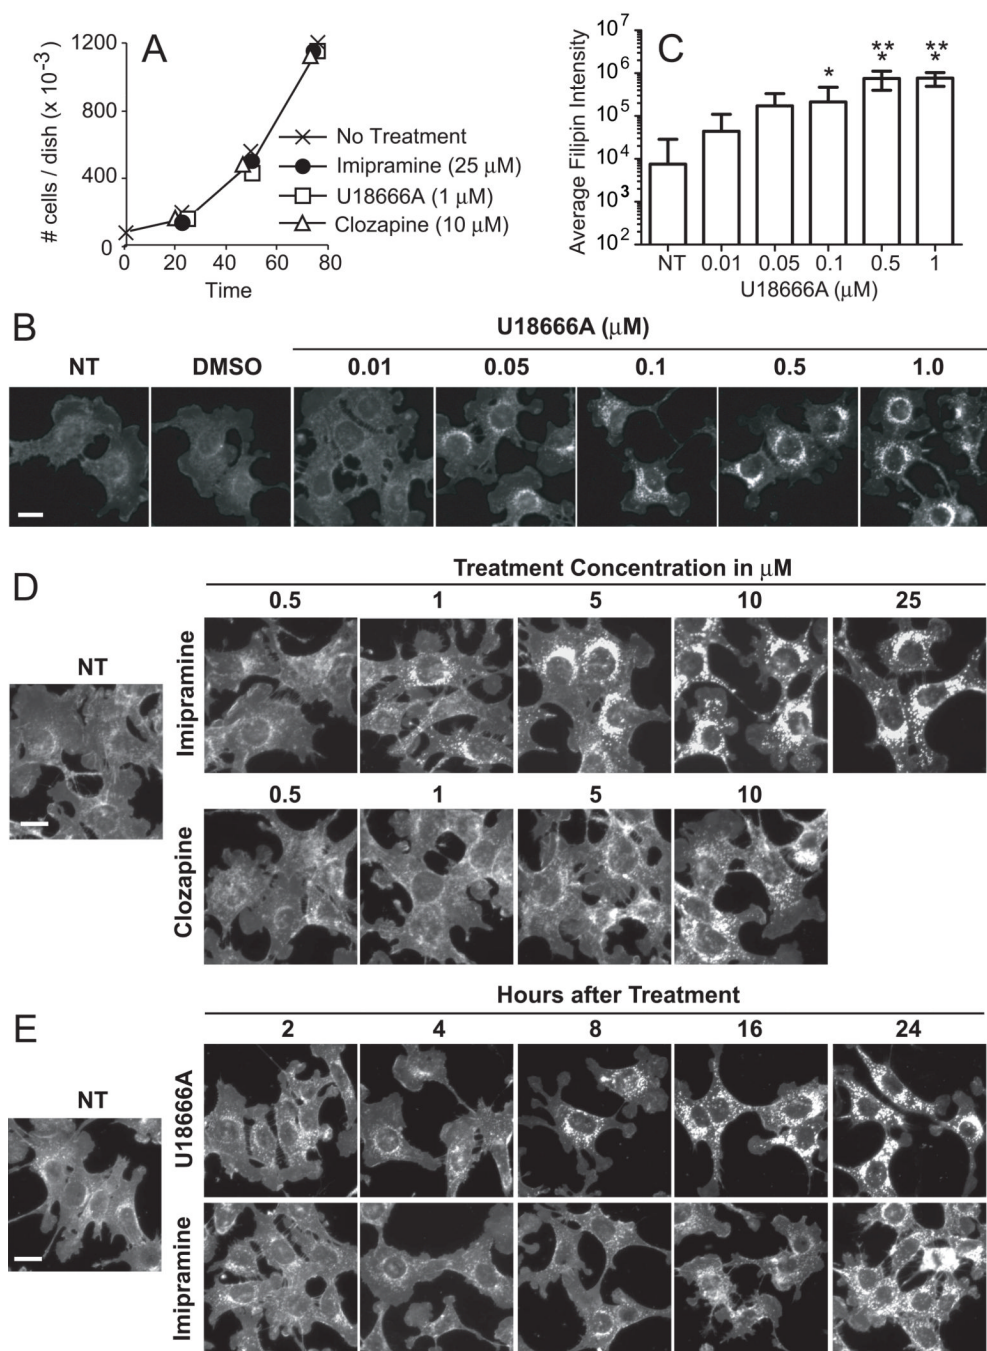 A
# cells / dish (x 10⁻³)
1200
800
400
0
0 20 40 60 80
Time
No Treatment
Imipramine (25 μM)
U18666A (1 μM)
Clozapine (10 μM)
C
Average Filipin Intensity
10⁷
10⁶
10⁵
10⁴
10³
10²
* ** * ** *
NT 0.01 0.05 0.1 0.5 1
U18666A (μM)
B
U18666A (μM)
NT DMSO 0.01 0.05 0.1 0.5 1.0
D
Treatment Concentration in μM
0.5 1 5 10 25
NT
Imipramine
0.5 1 5 10
Clozapine
E
Hours after Treatment
2 4 8 16 24
NT
U18666A
Imipramine